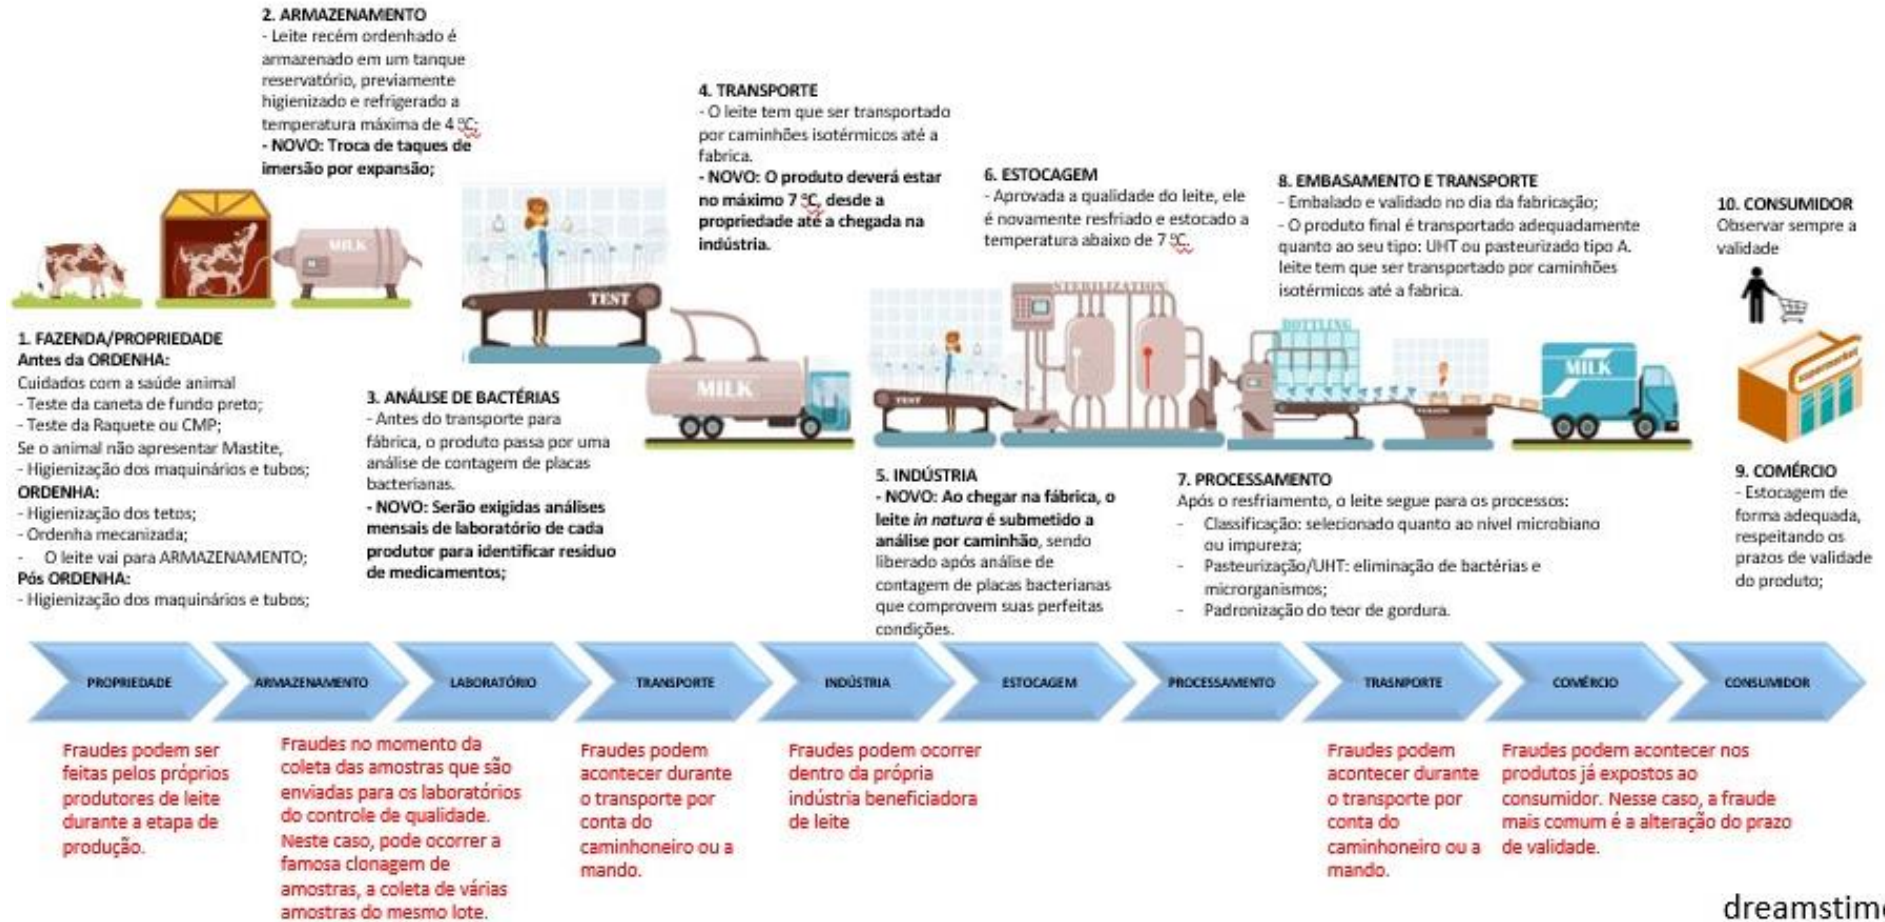 2. ARMAZENAMENTO
- Leite recém ordenhado é
armazenado em um tanque
reservatório, previamente
higienizado e refrigerado a
temperatura máxima de 4 ºC;
- NOVO: Troca de taques de
imersão por expansão;
4. TRANSPORTE
- O leite tem que ser transportado
por caminhões isotérmicos até a
fabrica.
- NOVO: O produto deverá estar
no máximo 7 ºC, desde a
propriedade até a chegada na
indústria.
6. ESTOCAGEM
- Aprovada a qualidade do leite, ele
é novamente resfriado e estocado a
temperatura abaixo de 7 ºC.
8. EMBASAMENTO E TRANSPORTE
- Embalado e validado no dia da fabricação;
- O produto final é transportado adequadamente
quanto ao seu tipo: UHT ou pasteurizado tipo A.
leite tem que ser transportado por caminhões
isotérmicos até a fabrica.
10. CONSUMIDOR
Observar sempre a
validade
MILK
TEST
MILK
TEST
STERILIZATION
BOTTLING
MILK
supermarket
1. FAZENDA/PROPRIEDADE
Antes da ORDENHA:
Cuidados com a saúde animal
- Teste da caneta de fundo preto;
- Teste da Raquete ou CMP;
Se o animal não apresentar Mastite,
- Higienização dos maquinários e tubos;
ORDENHA:
- Higienização dos tetos;
- Ordenha mecanizada;
- O leite vai para ARMAZENAMENTO;
Pós ORDENHA:
- Higienização dos maquinários e tubos;
3. ANÁLISE DE BACTÉRIAS
- Antes do transporte para
fábrica, o produto passa por uma
análise de contagem de placas
bacterianas.
- NOVO: Serão exigidas análises
mensais de laboratório de cada
produtor para identificar resíduo
de medicamentos;
5. INDÚSTRIA
- NOVO: Ao chegar na fábrica, o
leite in natura é submetido a
análise por caminhão, sendo
liberado após análise de
contagem de placas bacterianas
que comprovem suas perfeitas
condições.
7. PROCESSAMENTO
Após o resfriamento, o leite segue para os processos:
- Classificação: selecionado quanto ao nível microbiano
ou impureza;
- Pasteurização/UHT: eliminação de bactérias e
microrganismos;
- Padronização do teor de gordura.
9. COMÉRCIO
- Estocagem de
forma adequada,
respeitando os
prazos de validade
do produto;
PROPRIEDADE
ARMAZENAMENTO
LABORATÓRIO
TRANSPORTE
INDÚSTRIA
ESTOCAGEM
PROCESSAMENTO
TRASNPORTE
COMÉRCIO
CONSUMIDOR
Fraudes podem ser
feitas pelos próprios
produtores de leite
durante a etapa de
produção.
Fraudes no momento da
coleta das amostras que são
enviadas para os laboratórios
do controle de qualidade.
Neste caso, pode ocorrer a
famosa clonagem de
amostras, a coleta de várias
amostras do mesmo lote.
Fraudes podem
acontecer durante
o transporte por
conta do
caminhoneiro ou a
mando.
Fraudes podem ocorrer
dentro da própria
indústria beneficiadora
de leite
Fraudes podem
acontecer durante
o transporte por
conta do
caminhoneiro ou a
mando.
Fraudes podem acontecer nos
produtos já expostos ao
consumidor. Nesse caso, a fraude
mais comum é a alteração do prazo
de validade.
dreamstime